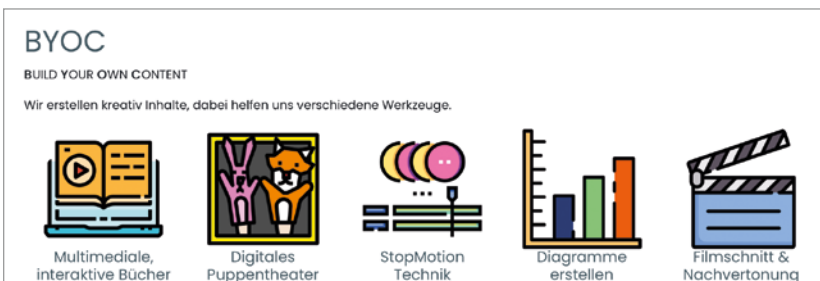 BYOC
BUILD YOUR OWN CONTENT
Wir erstellen kreativ Inhalte, dabei helfen uns verschiedene Werkzeuge.
Multimediale,
interaktive Bücher
Digitales
Puppentheater
StopMotion
Technik
Diagramme
erstellen
Filmschnitt &
Nachvertonung